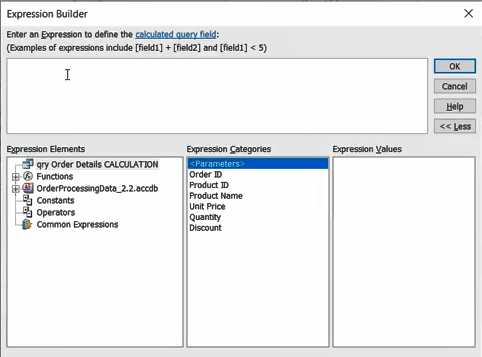 Expression Builder
Enter an Expression to define the calculated query field:
(Examples of expressions include [field1] + [field2] and [field1] < 5)
OK
Cancel
Help
<< Less
Expression Elements
Expression Categories
Expression Values
qry Order Details CALCULATION
Functions
OrderProcessingData_2.2.accdb
Constants
Operators
Common Expressions
<Parameters>
Order ID
Product ID
Product Name
Unit Price
Quantity
Discount